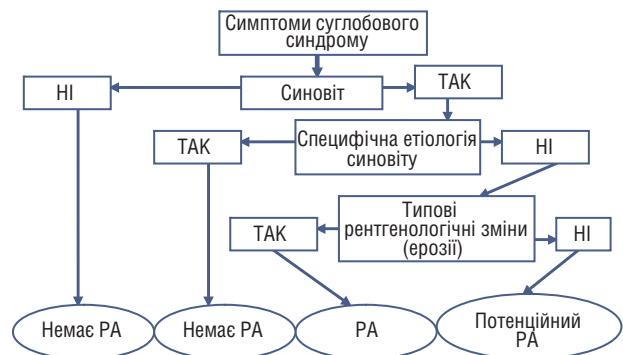 Симптоми суглобового
синдрому
НІ
Синовіт
ТАК
ТАК
Специфічна етіологія
синовіту
НІ
ТАК
Типові
рентгенологічні зміни
(ерозії)
НІ
Немає РА
Немає РА
РА
Потенційний
РА